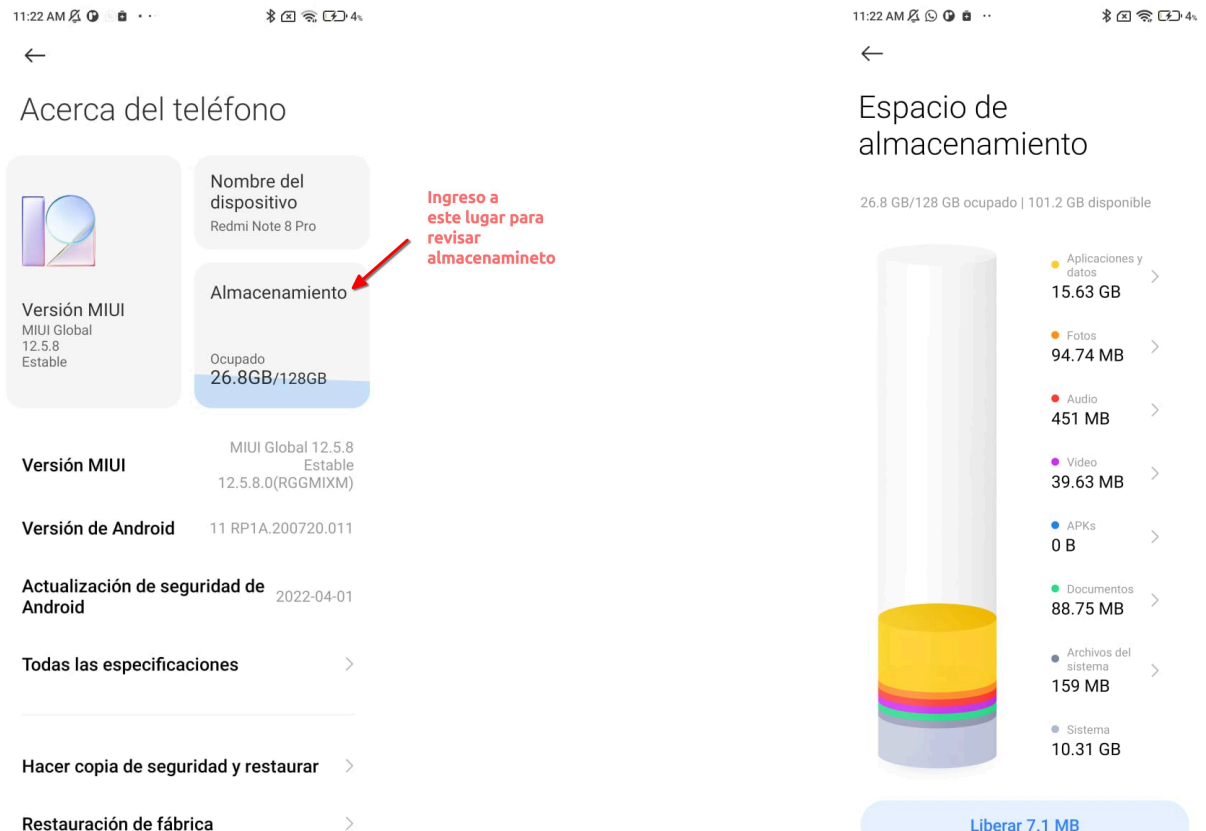 11:22 AM
4%
Acerca del teléfono
Versión MIUI
MIUI Global
12.5.8
Estable
Nombre del
dispositivo
Redmi Note 8 Pro
Almacenamiento
Ocupado
26.8GB/128GB
Ingreso a
este lugar para
revisar
almacenamineto
Versión MIUI
MIUI Global 12.5.8
Estable
12.5.8.0(RGGMIXM)
Versión de Android
11 RP1A.200720.011
Actualización de seguridad de
Android
2022-04-01
Todas las especificaciones
Hacer copia de seguridad y restaurar
Restauración de fábrica
11:22 AM
4%
Espacio de
almacenamiento
26.8 GB/128 GB ocupado | 101.2 GB disponible
Aplicaciones y
datos
15.63 GB
Fotos
94.74 MB
Audio
451 MB
Video
39.63 MB
APKs
0 B
Documentos
88.75 MB
Archivos del
sistema
159 MB
Sistema
10.31 GB
Liberar 7.1 MB